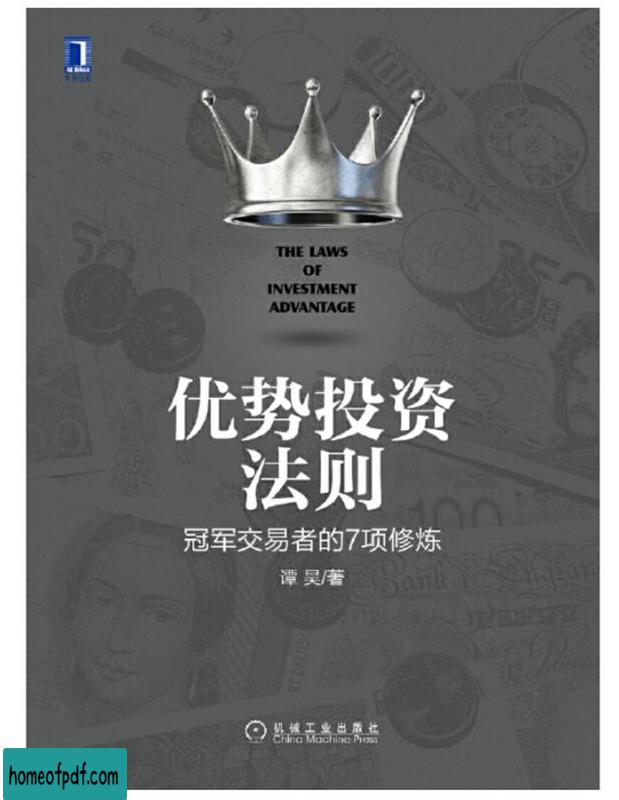 THE LAWS
OF
INVESTMENT
ADVANTAGE
优势投资
法则
冠军交易者的7项修炼
谭 昊/著
机械工业出版社
China Machine Press
homeofpdf.com